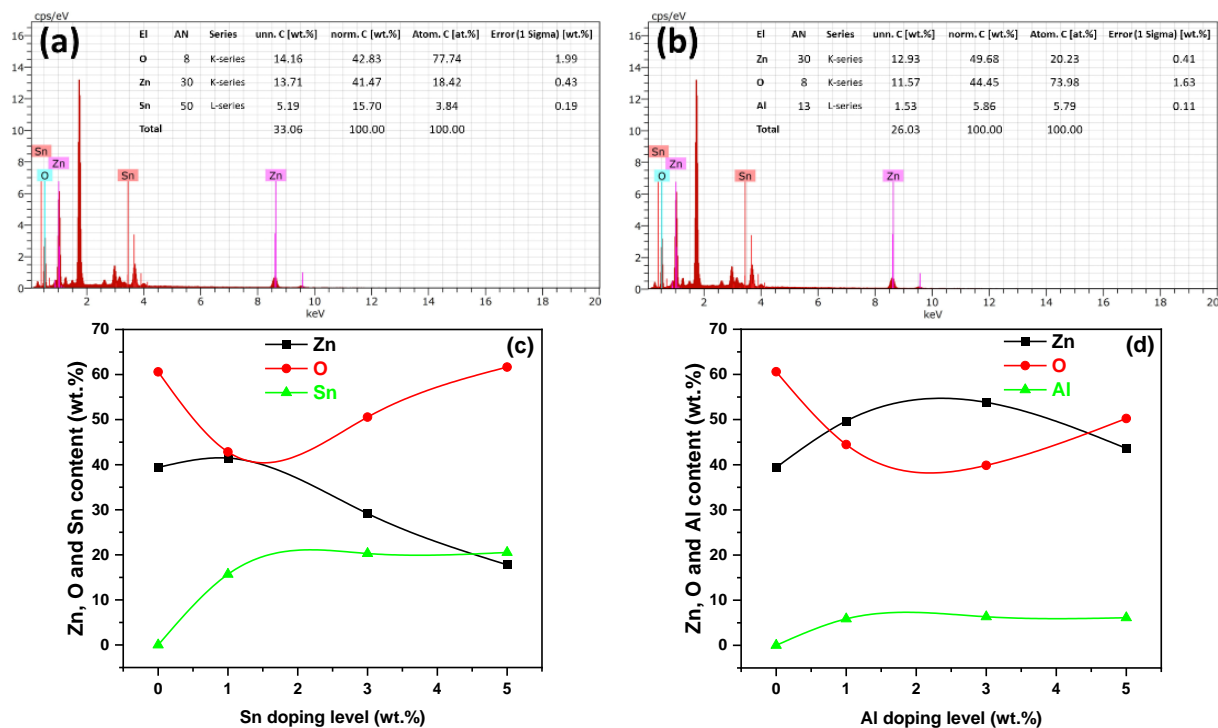 cps/eV
(a)
El AN Series unn. C [wt.%] norm. C [wt.%] Atom. C [at.%] Error (1 Sigma) [wt.%]
O 8 K-series 14.16 42.83 77.74 1.99
Zn 30 K-series 13.71 41.47 18.42 0.43
Sn 50 L-series 5.19 15.70 3.84 0.19
Total 33.06 100.00 100.00
16
14
12
10
8
6
4
2
0
Sn
O
Zn
Sn
Zn
2 4 6 8 10 12 14 16 18 20
keV
cps/eV
(b)
El AN Series unn. C [wt.%] norm. C [wt.%] Atom. C [at.%] Error (1 Sigma) [wt.%]
Zn 30 K-series 12.93 49.68 20.23 0.41
O 8 K-series 11.57 44.45 73.98 1.63
Al 13 L-series 1.53 5.86 5.79 0.11
Total 26.03 100.00 100.00
16
14
12
10
8
6
4
2
0
Sn
O
Zn
Sn
Zn
2 4 6 8 10 12 14 16 18 20
keV
(c)
Zn
O
Sn
70
60
50
40
30
20
10
0
Zn, O and Sn content (wt.%)
0 1 2 3 4 5
Sn doping level (wt.%)
(d)
Zn
O
Al
70
60
50
40
30
20
10
0
Zn, O and Al content (wt.%)
0 1 2 3 4 5
Al doping level (wt.%)